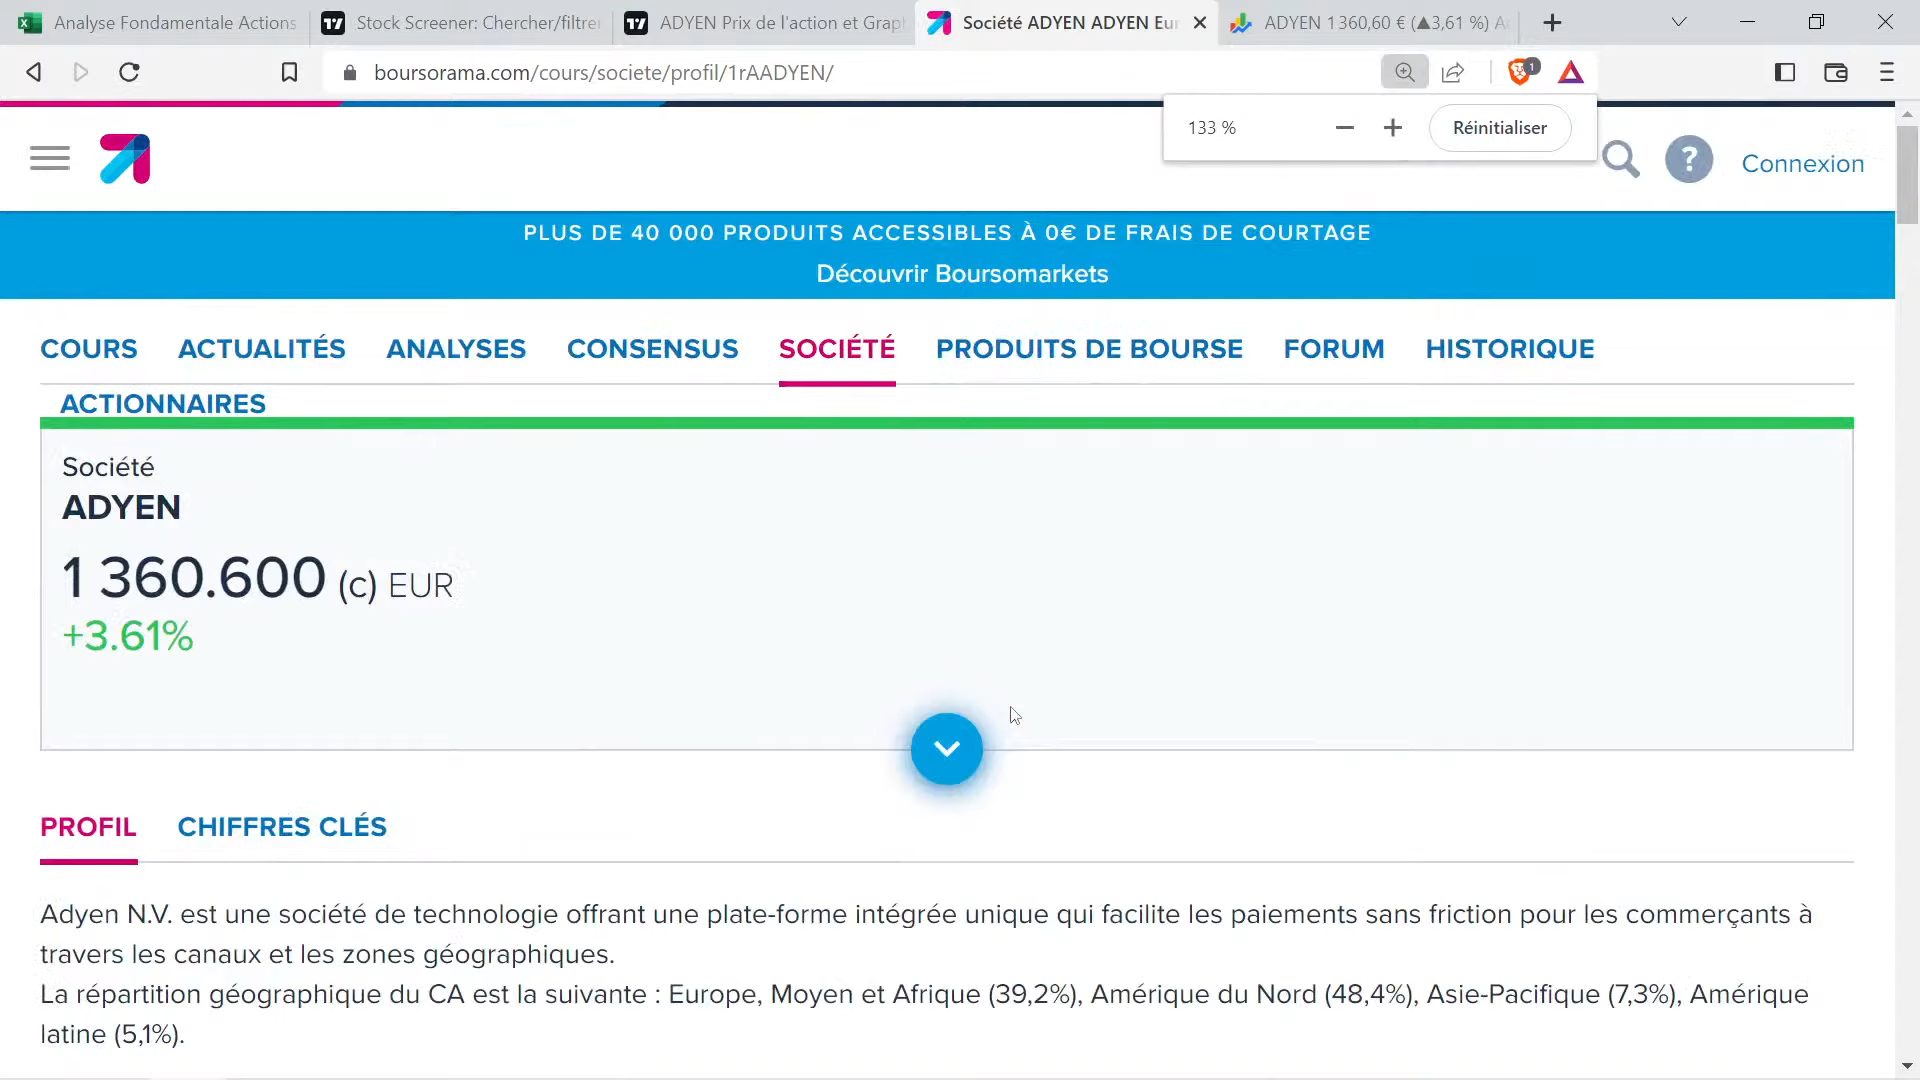 Analyse Fondamentale Actions
Stock Screener: Chercher/filtrer
ADYEN Prix de l'action et Grap
Société ADYEN ADYEN Eur
ADYEN 1 360,60 € (▲3,61 %) A
boursorama.com/cours/societe/profil/1rAADYEN/
1
133 %
Réinitialiser
?
Connexion
PLUS DE 40 000 PRODUITS ACCESSIBLES À 0€ DE FRAIS DE COURTAGE
Découvrir Boursomarkets
COURS ACTUALITÉS ANALYSES CONSENSUS SOCIÉTÉ PRODUITS DE BOURSE FORUM HISTORIQUE
ACTIONNAIRES
Société
ADYEN
1 360.600 (c) EUR
+3.61%
PROFIL CHIFFRES CLÉS
Adyen N.V. est une société de technologie offrant une plate-forme intégrée unique qui facilite les paiements sans friction pour les commerçants à
travers les canaux et les zones géographiques.
La répartition géographique du CA est la suivante : Europe, Moyen et Afrique (39,2%), Amérique du Nord (48,4%), Asie-Pacifique (7,3%), Amérique
latine (5,1%).